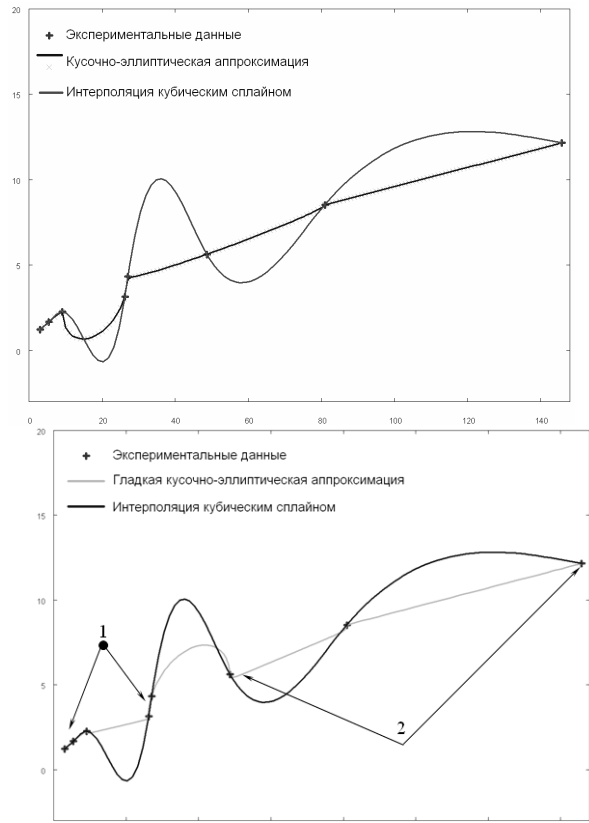 20
Экспериментальные данные
Кусочно-эллиптическая аппроксимация
Интерполяция кубическим сплайном
15
10
5
0
0 20 40 60 80 100 120 140
20
Экспериментальные данные
Гладкая кусочно-эллиптическая аппроксимация
Интерполяция кубическим сплайном
15
10
1
5
2
0